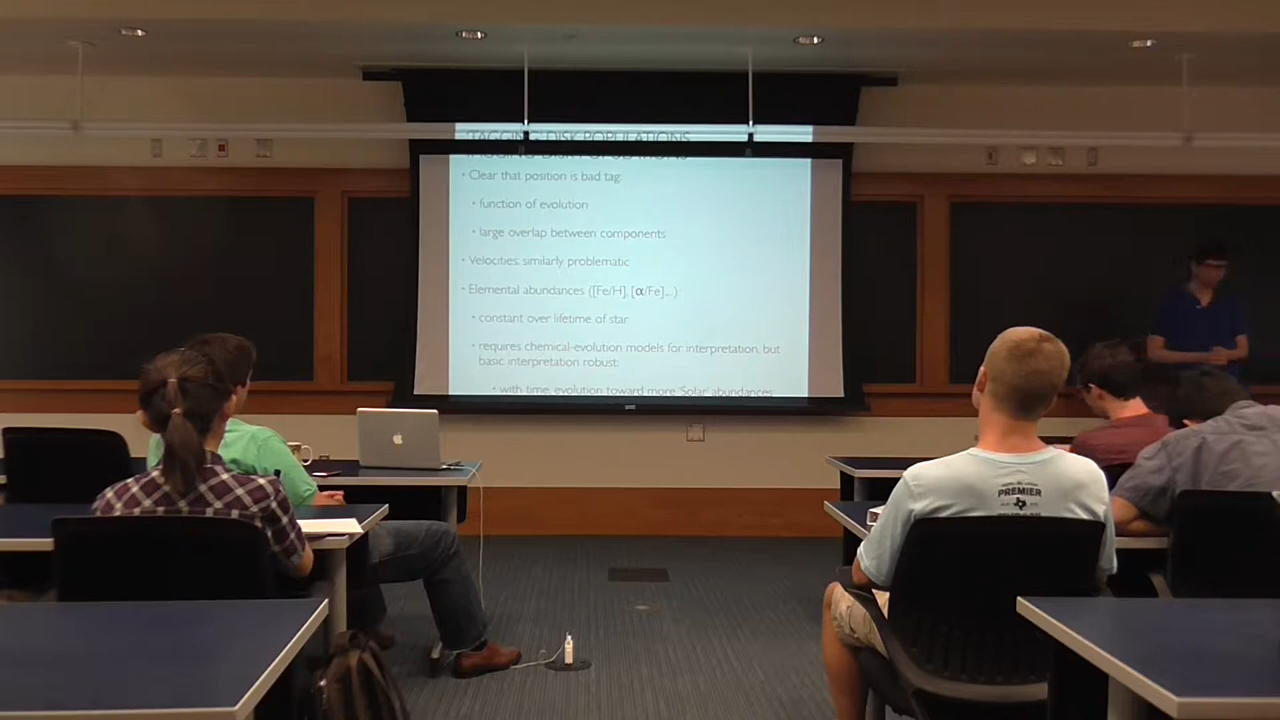 TAGGING DISK POPULATIONS
• Clear that position is bad tag:
• function of evolution
• large overlap between components
• Velocities: similarly problematic
• Elemental abundances ([Fe/H], [α/Fe],...)
• constant over lifetime of star
• requires chemical-evolution models for interpretation, but
basic interpretation robust:
• with time, evolution toward more 'Solar' abundances
PREMIER